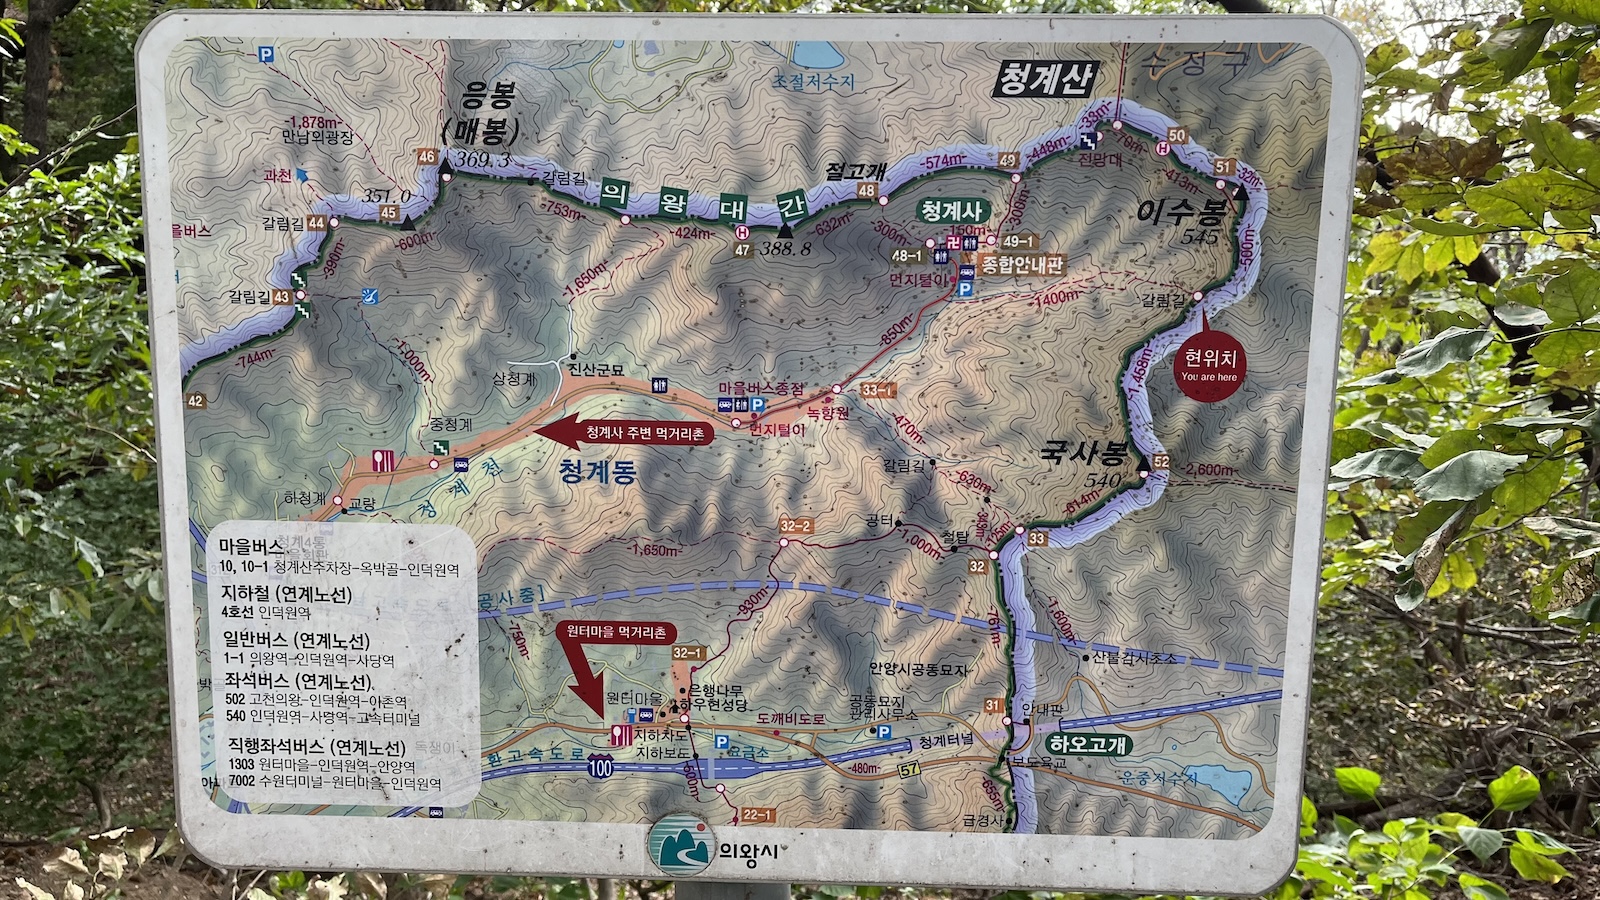 수정구
조절저수지
청계산
응봉
(매봉)
369.3
-1,878m-
만남의광장
과천
46
351.0
45
갈림길 44
-600m-
-390m-
갈림길 43
-744m-
42
갈림길
-753m-
의왕대간
-424m-
47
388.8
-632m-
절고개
48
-574m-
49
-448m-
-33m-
전망대
50
51
-32m-
-413m-
이수봉
545
-500m-
청계사
-300m-
-150m-
-300m-
48-1
49-1
종합안내판
먼지털이
-1400m-
갈림길
현위치
You are here
-1,458m-
-850m-
-1,650m-
-1,000m-
상청계
진산군묘
중청계
마을버스종점
33-1
녹향원
먼지털이
청계사 주변 먹거리촌
청계동
청계천
하청계
교량
-470m-
갈림길
-630m-
국사봉
540
52
-2,600m-
-614m-
33
32
32-2
공터
철탑
-1,000m-
-1,650m-
공사중]
-930m-
-750m-
-761m-
-1,600m-
산불감시초소
원터마을 먹거리촌
32-1
원터마을
은행나무
하우현성당
지하차도
지하보도
도깨비도로
요금소
안양시공동묘지
공동묘지
관리사무소
청계터널
31
안내판
하오고개
보도육교
운중저수지
환고속도로
100
57
-480m-
-500m-
-655m-
급경사
22-1
마을버스
10, 10-1 청계산주차장-옥박골-인덕원역
지하철 (연계노선)
4호선 인덕원역
일반버스 (연계노선)
1-1 의왕역-인덕원역-사당역
좌석버스 (연계노선)
502 고천의왕-인덕원역-아촌역
540 인덕원역-사령역-고속터미널
직행좌석버스 (연계노선)
1303 원터마을-인덕원역-안양역
7002 수원터미널-원터마을-인덕원역
의왕시